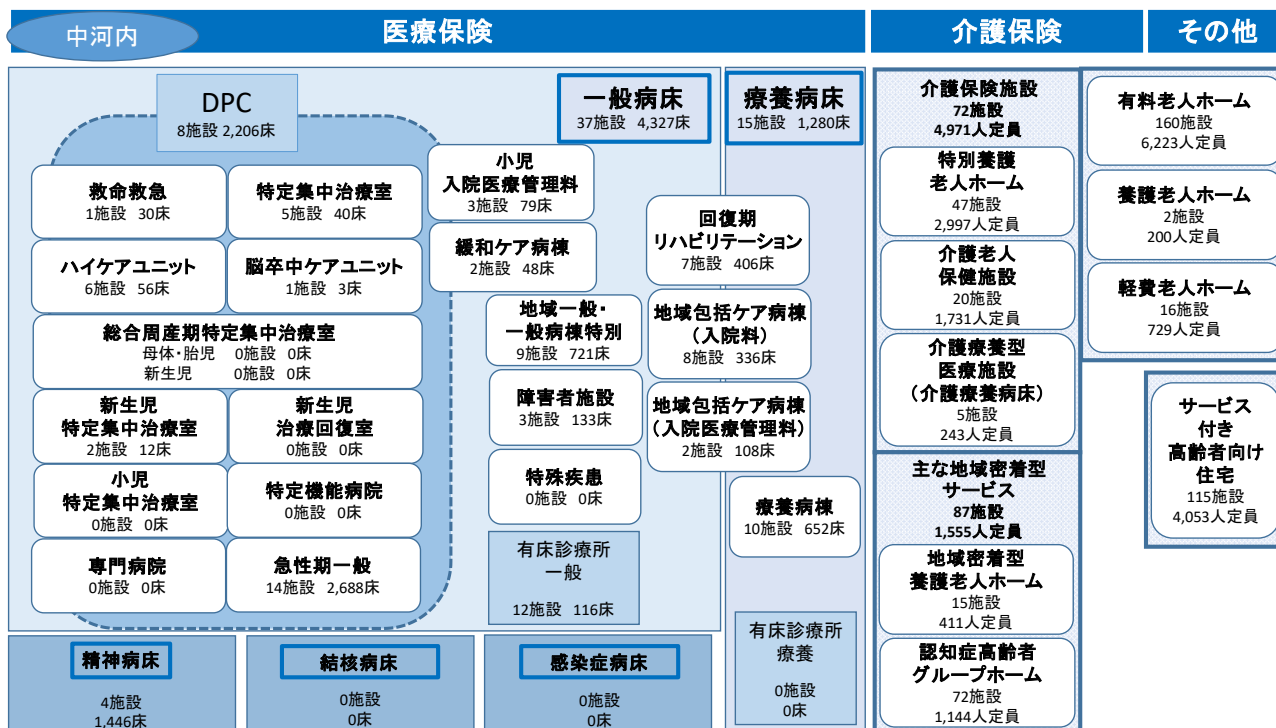 中河内
医療保険
介護保険
その他
DPC
8施設 2,206床
一般病床
37施設 4,327床
療養病床
15施設 1,280床
救命救急
1施設 30床
特定集中治療室
5施設 40床
ハイケアユニット
6施設 56床
脳卒中ケアユニット
1施設 3床
総合周産期特定集中治療室
母体・胎児 0施設 0床
新生児 0施設 0床
新生児
特定集中治療室
2施設 12床
新生児
治療回復室
0施設 0床
小児
特定集中治療室
0施設 0床
特定機能病院
0施設 0床
専門病院
0施設 0床
急性期一般
14施設 2,688床
小児
入院医療管理料
3施設 79床
緩和ケア病棟
2施設 48床
地域一般・
一般病棟特別
9施設 721床
障害者施設
3施設 133床
特殊疾患
0施設 0床
有床診療所
一般
12施設 116床
回復期
リハビリテーション
7施設 406床
地域包括ケア病棟
(入院料)
8施設 336床
地域包括ケア病棟
(入院医療管理料)
2施設 108床
療養病棟
10施設 652床
有床診療所
療養
0施設
0床
精神病床
4施設
1,446床
結核病床
0施設
0床
感染症病床
0施設
0床
介護保険施設
72施設
4,971人定員
特別養護
老人ホーム
47施設
2,997人定員
介護老人
保健施設
20施設
1,731人定員
介護療養型
医療施設
(介護療養病床)
5施設
243人定員
主な地域密着型
サービス
87施設
1,555人定員
地域密着型
養護老人ホーム
15施設
411人定員
認知症高齢者
グループホーム
72施設
1,144人定員
有料老人ホーム
160施設
6,223人定員
養護老人ホーム
2施設
200人定員
軽費老人ホーム
16施設
729人定員
サービス
付き
高齢者向け
住宅
115施設
4,053人定員